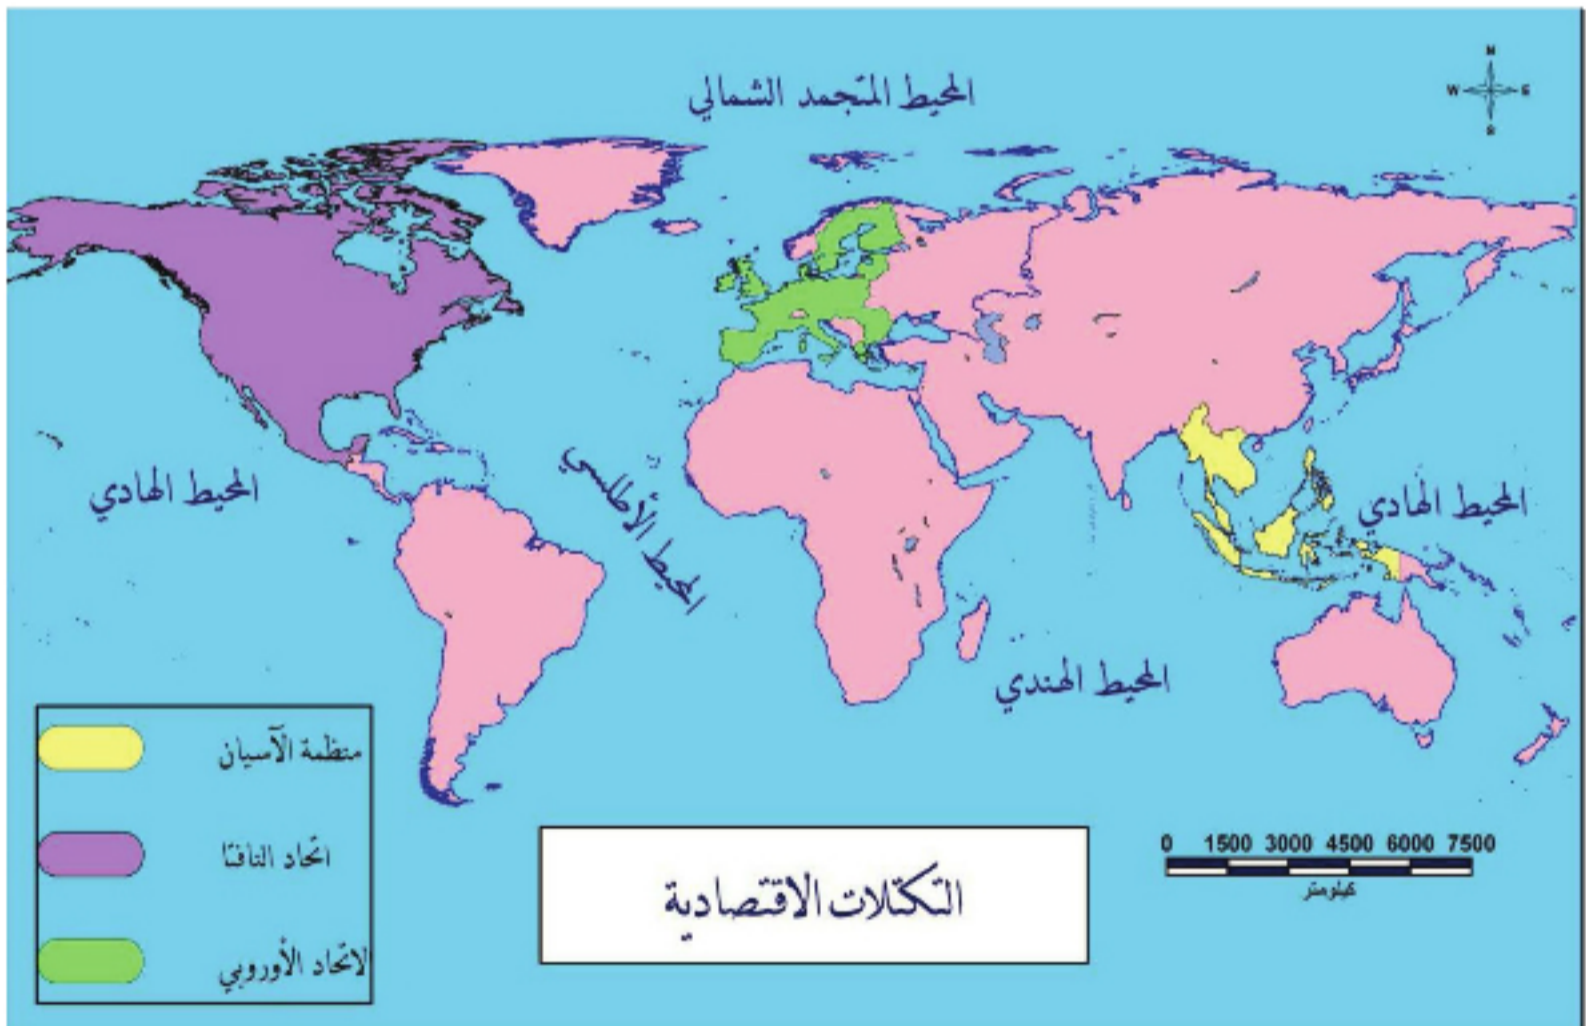 المحيط المتجمد الشمالي
N
W E
S
المحيط الهادي
المحيط الأطلسي
المحيط الهادي
المحيط الهندي
منظمة الآسيان
اتحاد النافتا
لاتحاد الأوروبي
التكتلات الاقتصادية
0 1500 3000 4500 6000 7500
كيلومتر